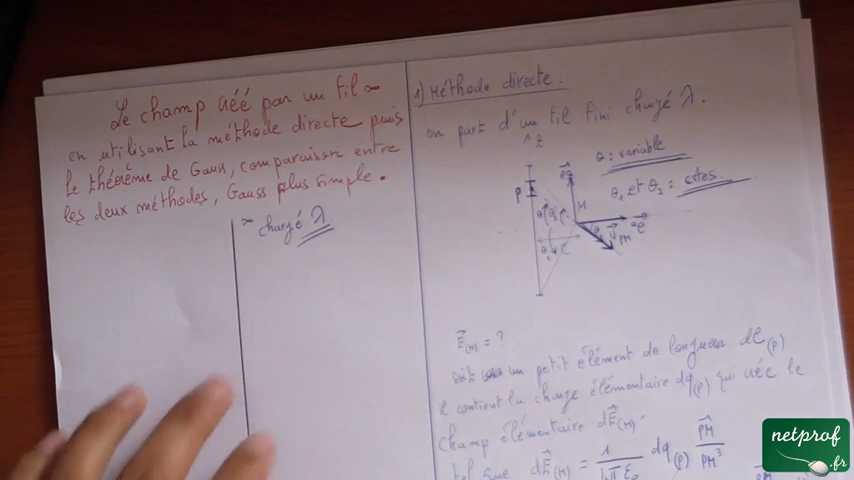 Le champ créé par un fil ∞
en utilisant la méthode directe puis
le théorème de Gauss, comparaison entre
les deux méthodes, Gauss plus simple.
∞ chargé λ
1) Méthode directe :
on part d'un fil fini chargé λ.
z
θ : variable
θ1 et θ2 = cstes
P
M
PM
E(M) = ?
soit un petit élément de longueur dl(P)
contient la charge élémentaire dq(P) qui crée le
champ élémentaire dE(M).
tel que dE(M) = 1/4πε0 dq(P) PM/PM³
netprof
.fr